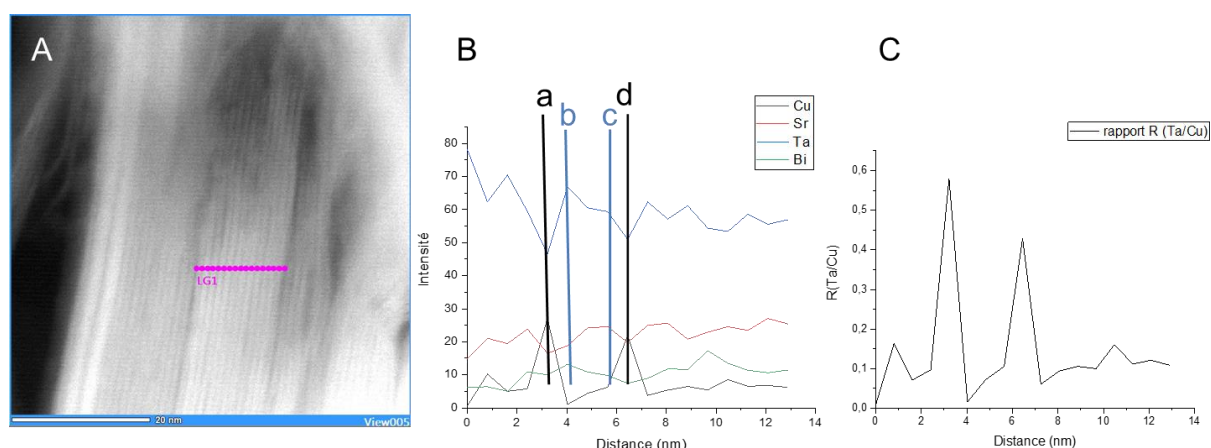 A
LG1
20 nm
View005
B
a
b
c
d
Cu
Sr
Ta
Bi
Intensité
80
70
60
50
40
30
20
10
0
0 2 4 6 8 10 12 14
Distance (nm)
C
rapport R (Ta/Cu)
R(Ta/Cu)
0,6
0,5
0,4
0,3
0,2
0,1
0,0
0 2 4 6 8 10 12 14
Distance (nm)